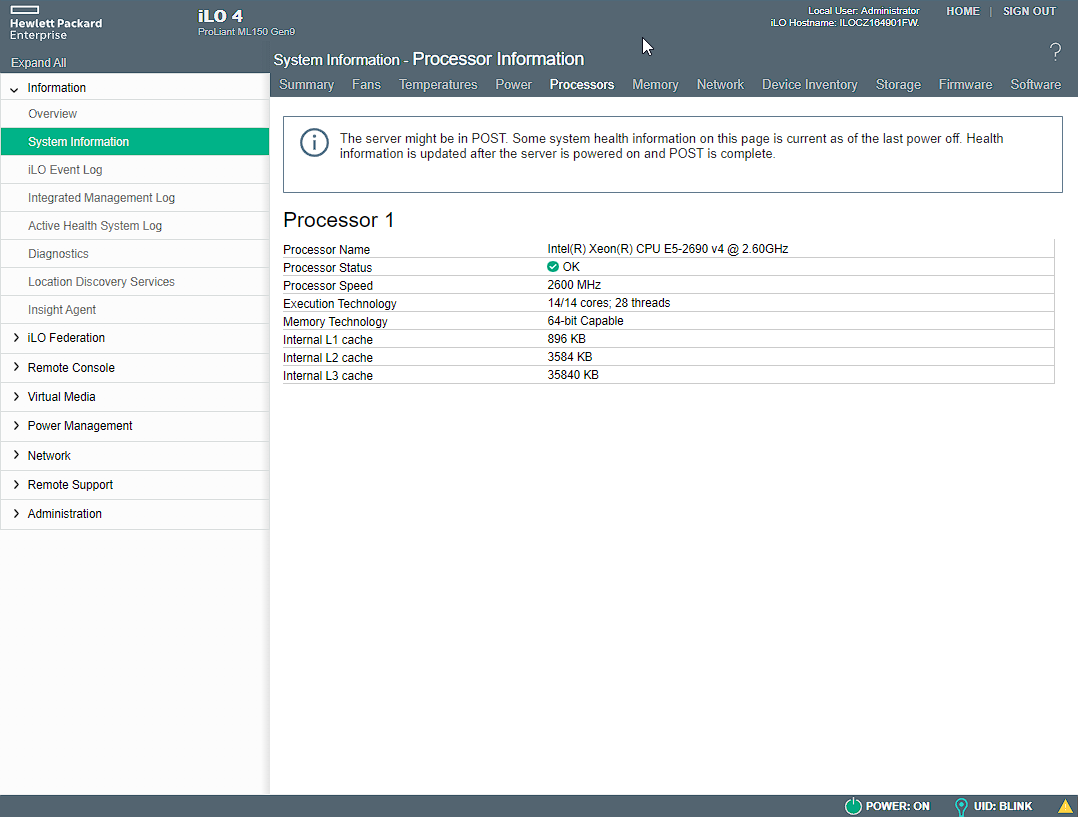 Hewlett Packard
Enterprise
iLO 4
ProLiant ML150 Gen9
Local User: Administrator
iLO Hostname: ILOCZ164901FW.
HOME | SIGN OUT
Expand All
System Information - Processor Information
?
Summary Fans Temperatures Power Processors Memory Network Device Inventory Storage Firmware Software
Information
Overview
System Information
iLO Event Log
Integrated Management Log
Active Health System Log
Diagnostics
Location Discovery Services
Insight Agent
iLO Federation
Remote Console
Virtual Media
Power Management
Network
Remote Support
Administration
The server might be in POST. Some system health information on this page is current as of the last power off. Health
information is updated after the server is powered on and POST is complete.
Processor 1
Processor Name Intel(R) Xeon(R) CPU E5-2690 v4 @ 2.60GHz
Processor Status OK
Processor Speed 2600 MHz
Execution Technology 14/14 cores; 28 threads
Memory Technology 64-bit Capable
Internal L1 cache 896 KB
Internal L2 cache 3584 KB
Internal L3 cache 35840 KB
POWER: ON UID: BLINK